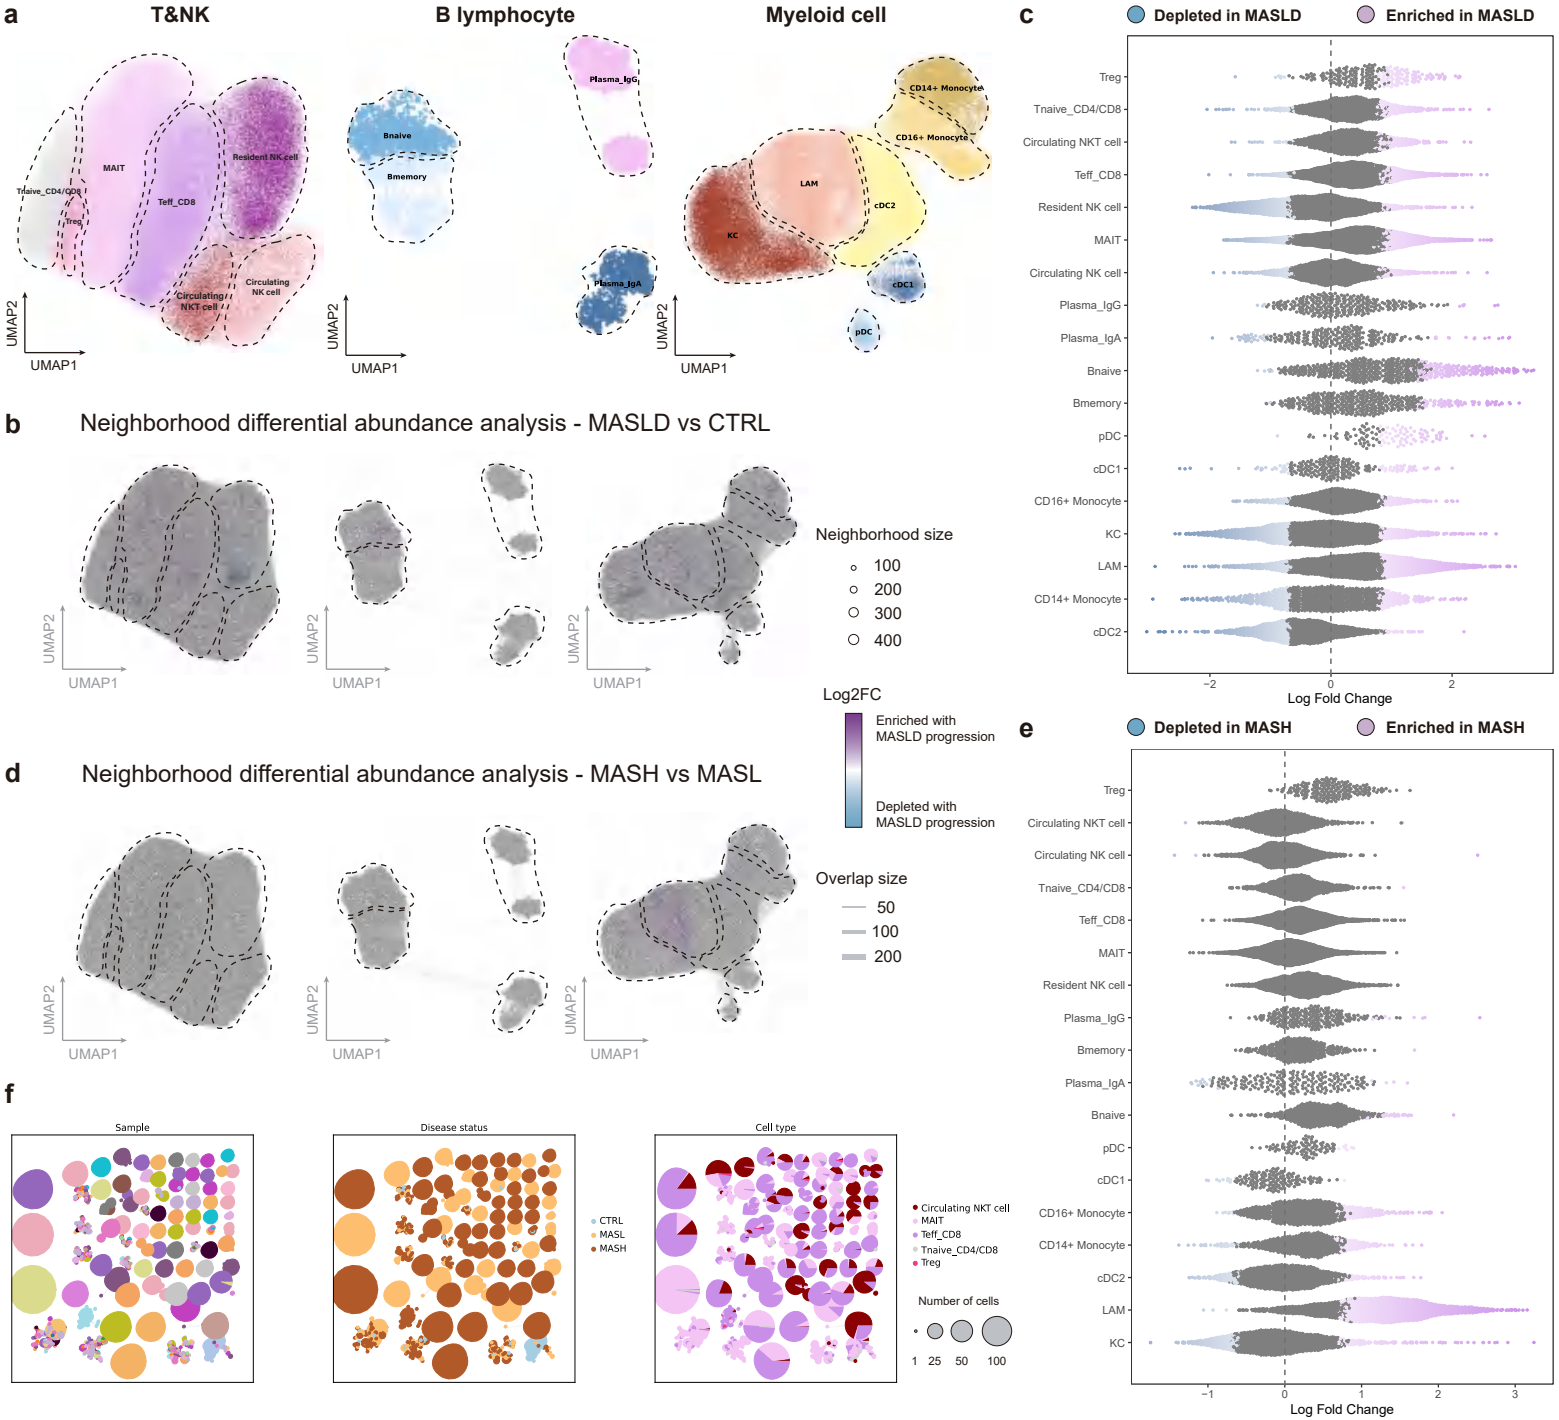 a
T&NK
B lymphocyte
Myeloid cell
Tnaive_CD4/CD8
Treg
MAIT
Teff_CD8
Resident NK cell
Circulating
NKT cell
Circulating
NK cell
UMAP2
UMAP1
Bnaive
Bmemory
Plasma_IgG
Plasma_IgA
UMAP2
UMAP1
CD14+ Monocyte
CD16+ Monocyte
LAM
cDC2
KC
cDC1
pDC
UMAP2
UMAP1
b
Neighborhood differential abundance analysis - MASLD vs CTRL
UMAP2
UMAP1
UMAP2
UMAP1
UMAP2
UMAP1
Neighborhood size
100
200
300
400
Log2FC
Enriched with
MASLD progression
Depleted with
MASLD progression
Overlap size
50
100
200
c
Depleted in MASLD
Enriched in MASLD
Treg
Tnaive_CD4/CD8
Circulating NKT cell
Teff_CD8
Resident NK cell
MAIT
Circulating NK cell
Plasma_IgG
Plasma_IgA
Bnaive
Bmemory
pDC
cDC1
CD16+ Monocyte
KC
LAM
CD14+ Monocyte
cDC2
−2
0
2
Log Fold Change
d
Neighborhood differential abundance analysis - MASH vs MASL
UMAP2
UMAP1
UMAP2
UMAP1
UMAP2
UMAP1
e
Depleted in MASH
Enriched in MASH
Treg
Circulating NKT cell
Circulating NK cell
Tnaive_CD4/CD8
Teff_CD8
MAIT
Resident NK cell
Plasma_IgG
Bmemory
Plasma_IgA
Bnaive
pDC
cDC1
CD16+ Monocyte
CD14+ Monocyte
cDC2
LAM
KC
−1
0
1
2
3
Log Fold Change
f
Sample
Disease status
CTRL
MASL
MASH
Cell type
Circulating NKT cell
MAIT
Teff_CD8
Tnaive_CD4/CD8
Treg
Number of cells
1
25
50
100